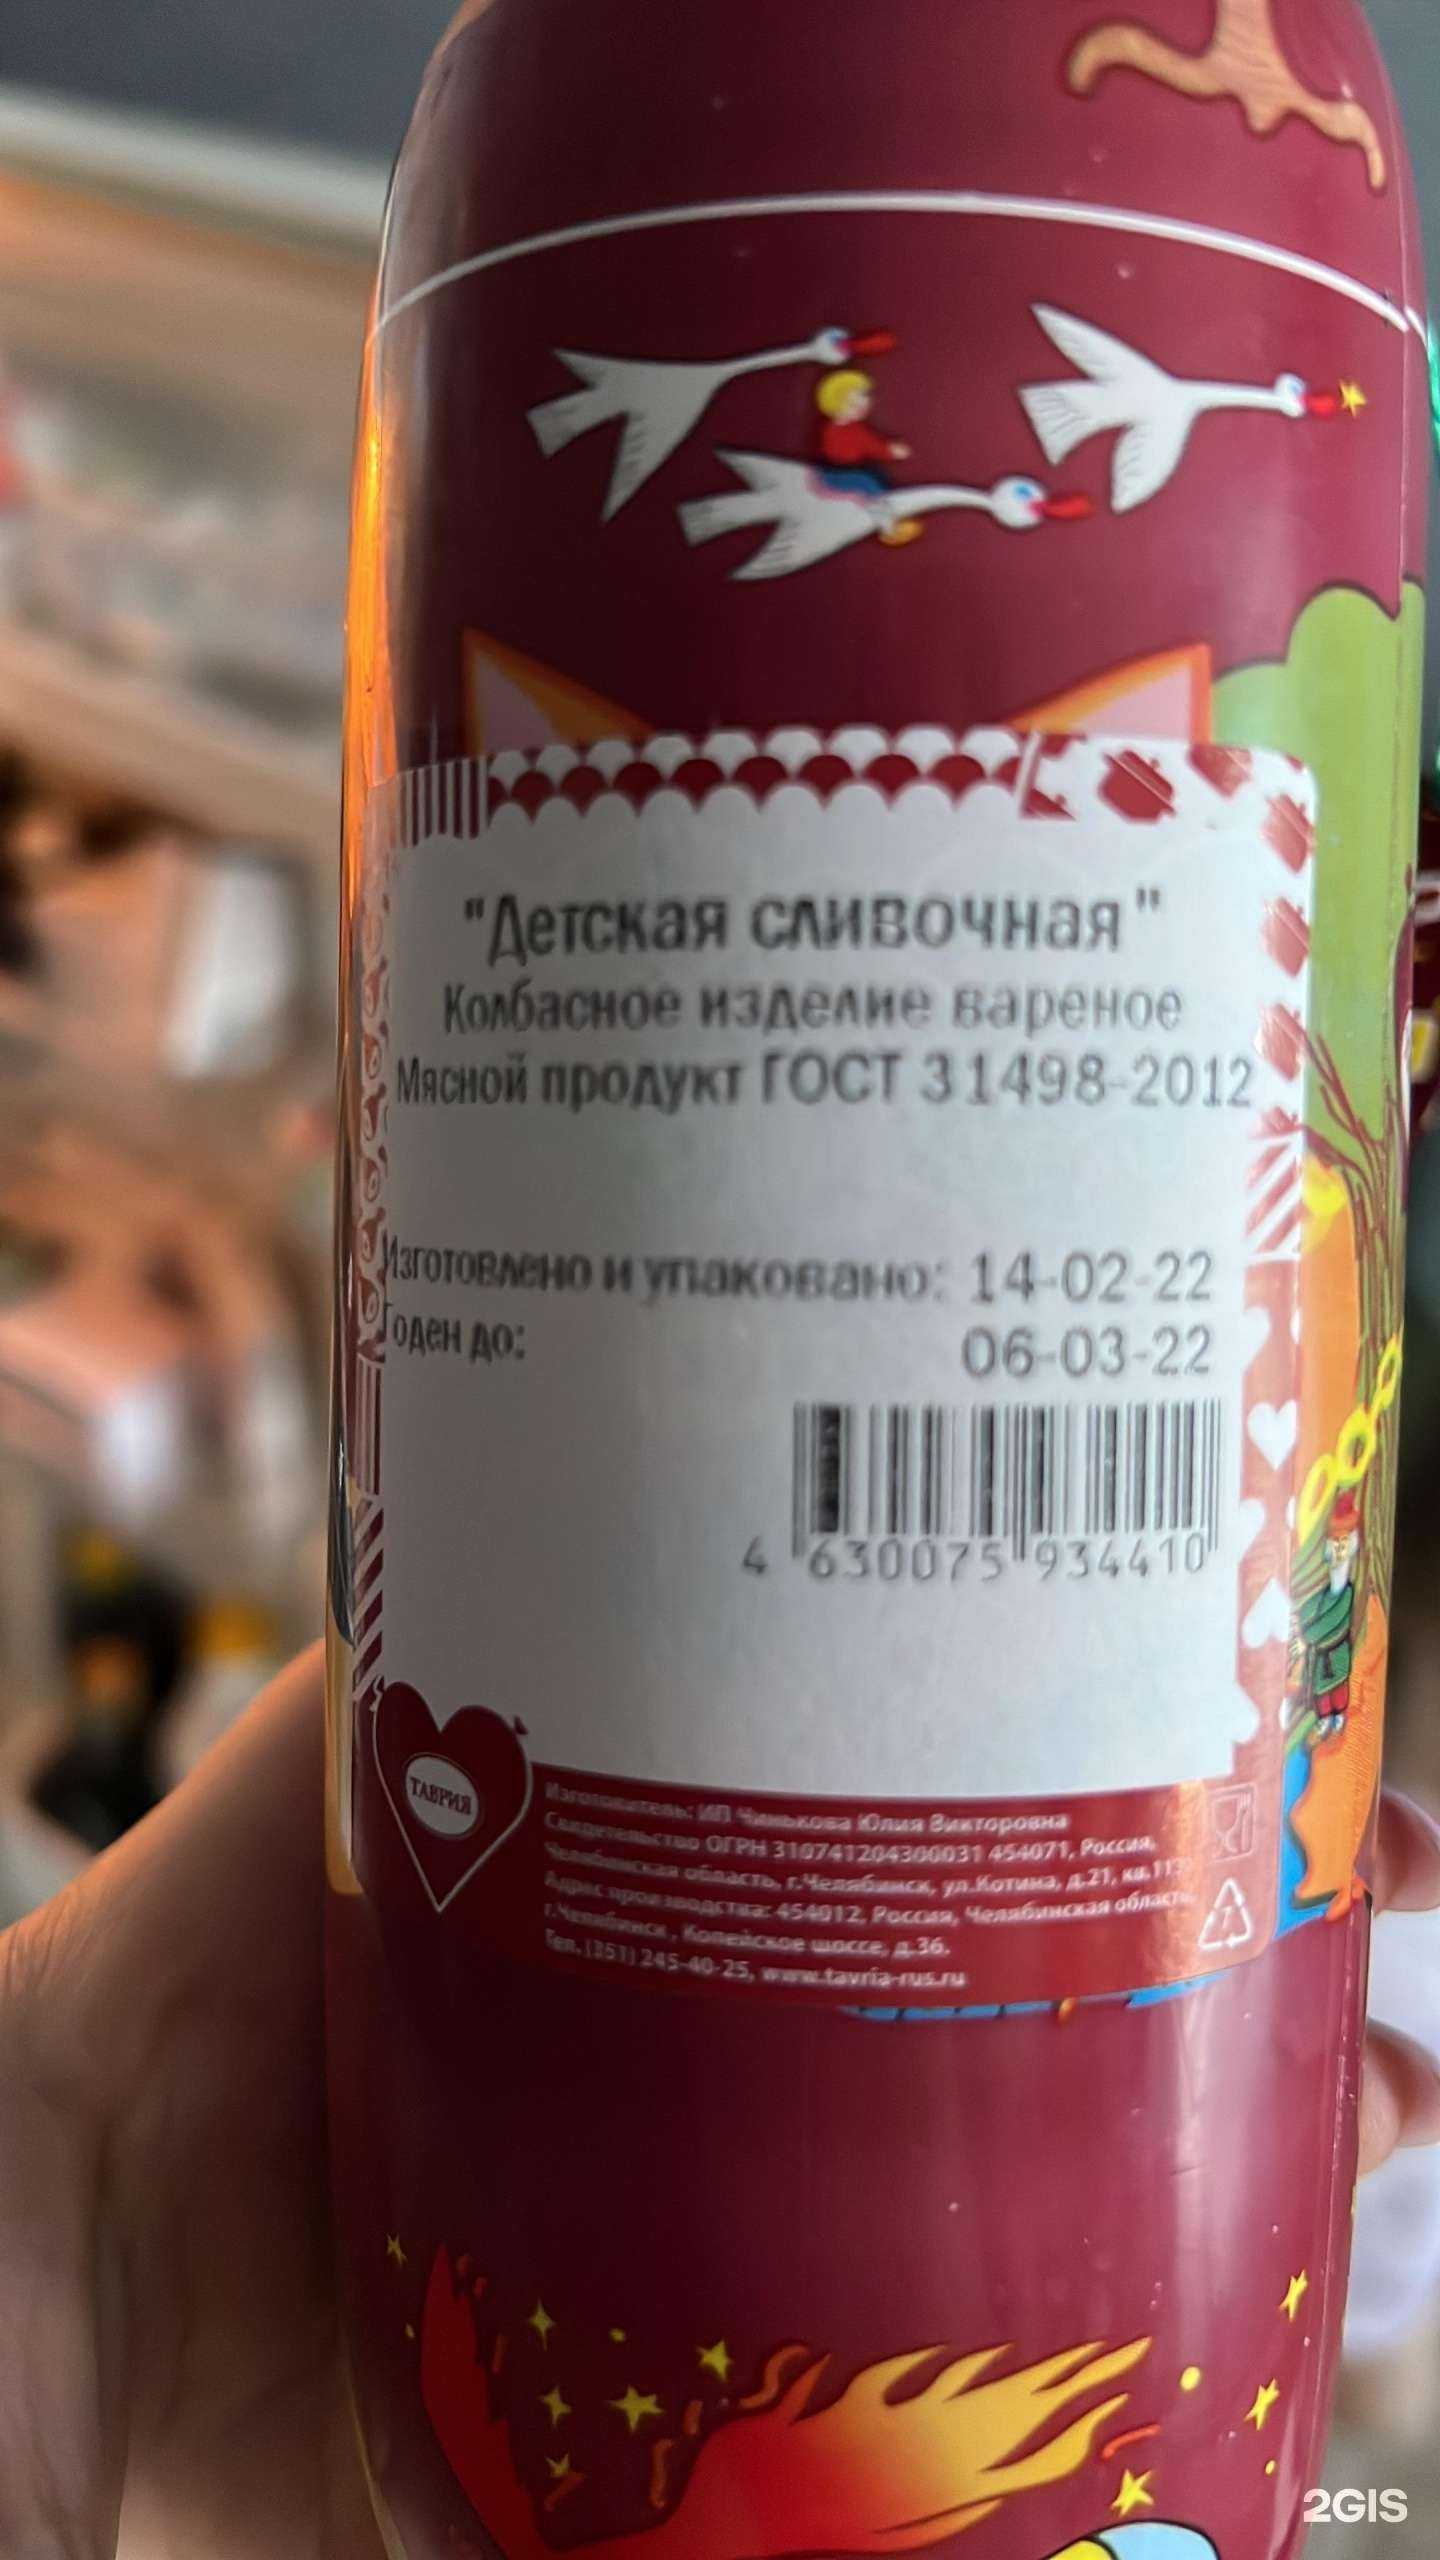 "Детская сливочная"
Колбасное изделие вареное
Мясной продукт ГОСТ 31498-2012
Изготовлено и упаковано: 14-02-22
Годен до: 06-03-22
4 630075 934410
ТАВРИЯ
Изготовитель: ИП Чинькова Юлия Викторовна
Свидетельство ОГРН 310741204300031 454071, Россия,
Челябинская область, г.Челябинск, ул.Котина, д.21, кв.
Адрес производства: 454012, Россия, Челябинская область,
г.Челябинск, Копейское шоссе, д.36.
Тел. (351) 245-40-25, www.tavria-rus.ru
7
2GIS